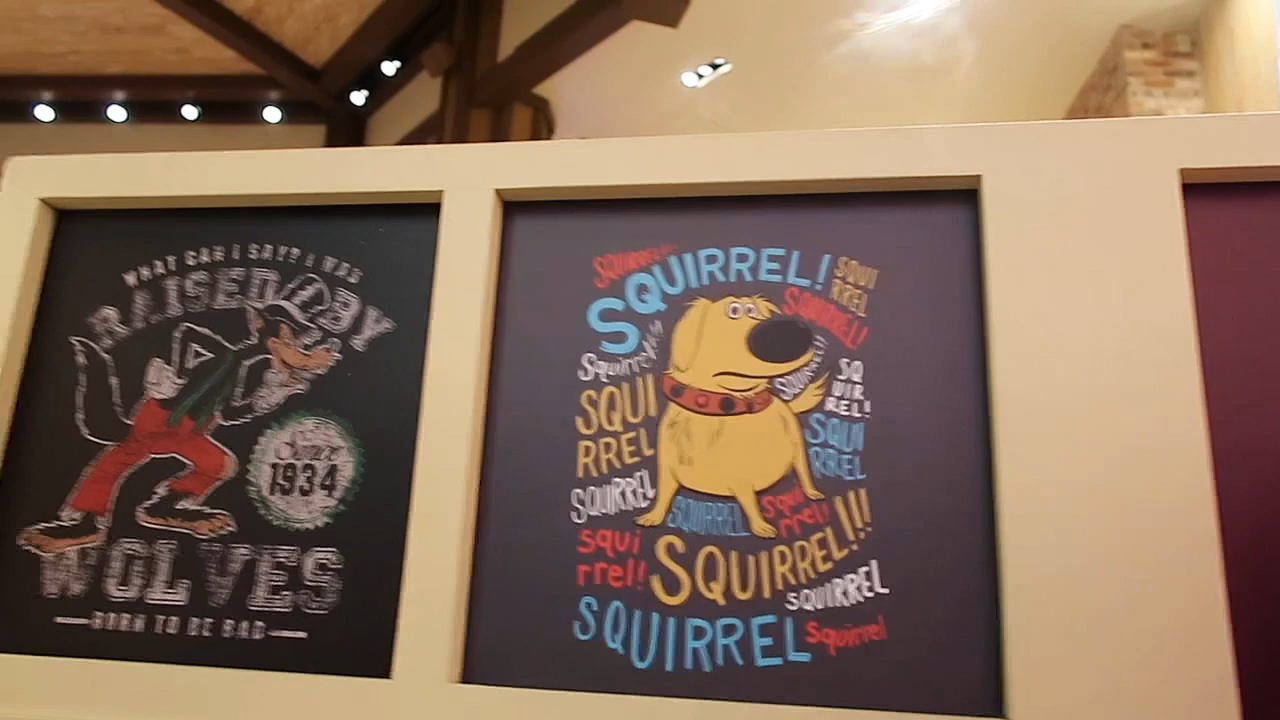 WHAT CAN I SAY? I WAS
RAISED BY
Since
1934
WOLVES
BORN TO BE BAD
SQUIRREL!
SQUIRREL!
SQUI
RREL
SQUIRREL!
Squirrel!!
SQUIRREL!!
SQ
UIR
REL!
SQUI
RREL
SQUI
RREL
SQUIRREL
SQUIRREL
squi
rrel!
squi
rrel!
SQUIRREL!!!
SQUIRREL
SQUIRREL
squirrel